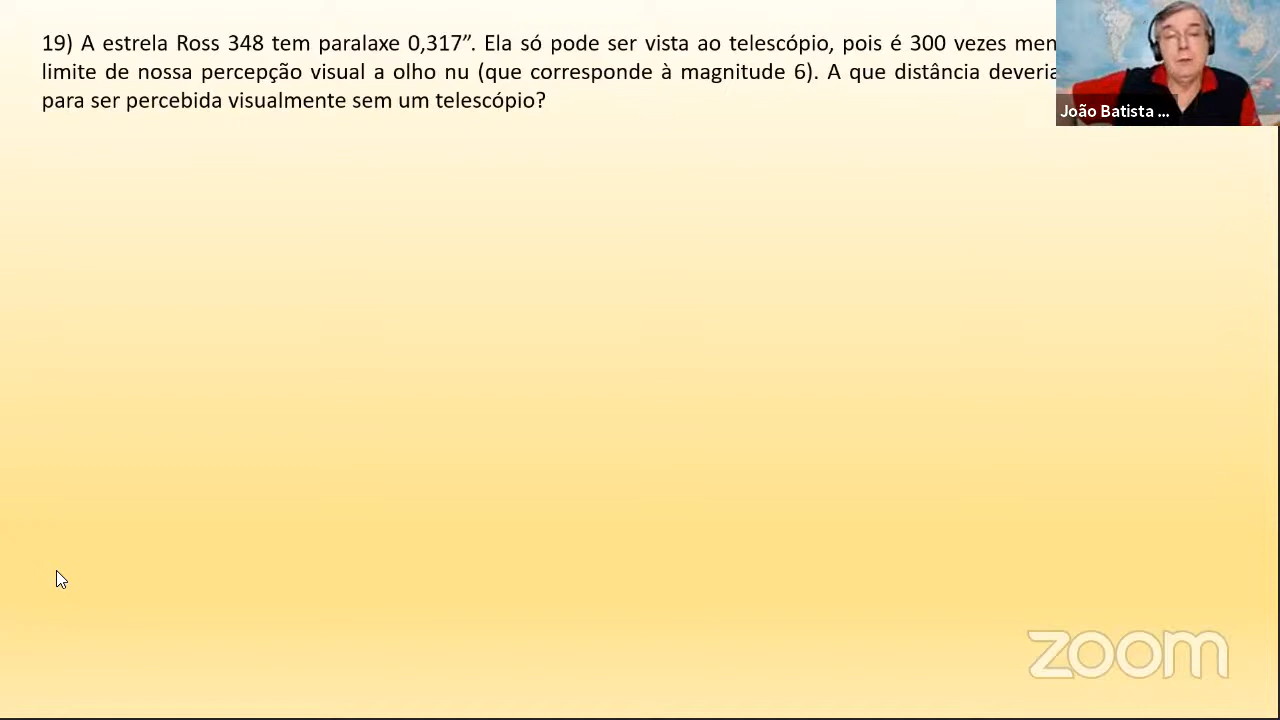 19) A estrela Ross 348 tem paralaxe 0,317”. Ela só pode ser vista ao telescópio, pois é 300 vezes
limite de nossa percepção visual a olho nu (que corresponde à magnitude 6). A que distância
para ser percebida visualmente sem um telescópio?
João Batista ...
zoom